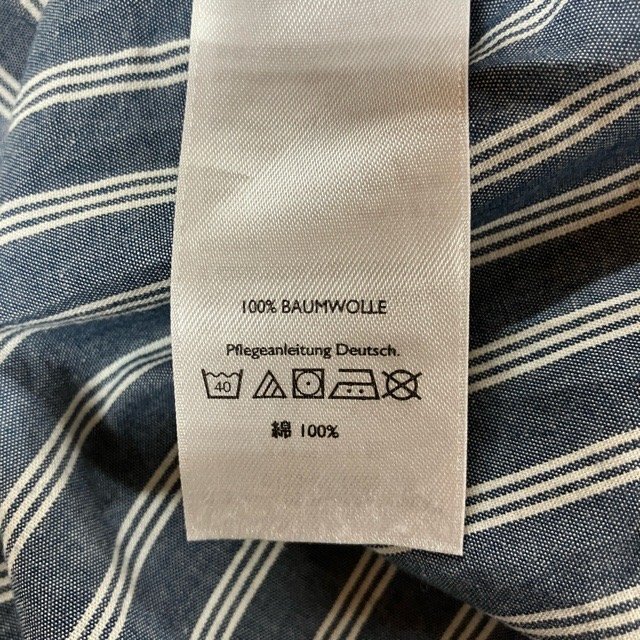 100% BAUMWOLLE
Pflegeanleitung Deutsch.
40
綿 100%